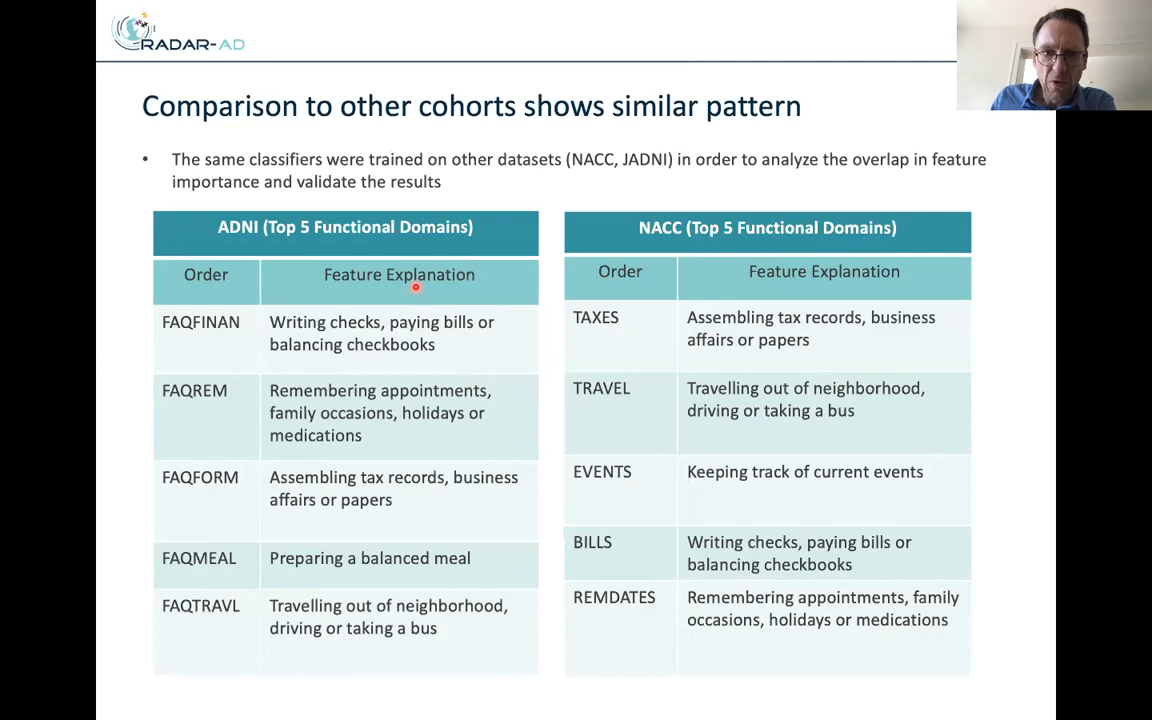 RADAR-AD
Comparison to other cohorts shows similar pattern
• The same classifiers were trained on other datasets (NACC, JADNI) in order to analyze the overlap in feature
importance and validate the results
ADNI (Top 5 Functional Domains)
Order Feature Explanation
FAQFINAN Writing checks, paying bills or
balancing checkbooks
FAQREM Remembering appointments,
family occasions, holidays or
medications
FAQFORM Assembling tax records, business
affairs or papers
FAQMEAL Preparing a balanced meal
FAQTRAVL Travelling out of neighborhood,
driving or taking a bus
NACC (Top 5 Functional Domains)
Order Feature Explanation
TAXES Assembling tax records, business
affairs or papers
TRAVEL Travelling out of neighborhood,
driving or taking a bus
EVENTS Keeping track of current events
BILLS Writing checks, paying bills or
balancing checkbooks
REMDATES Remembering appointments, family
occasions, holidays or medications